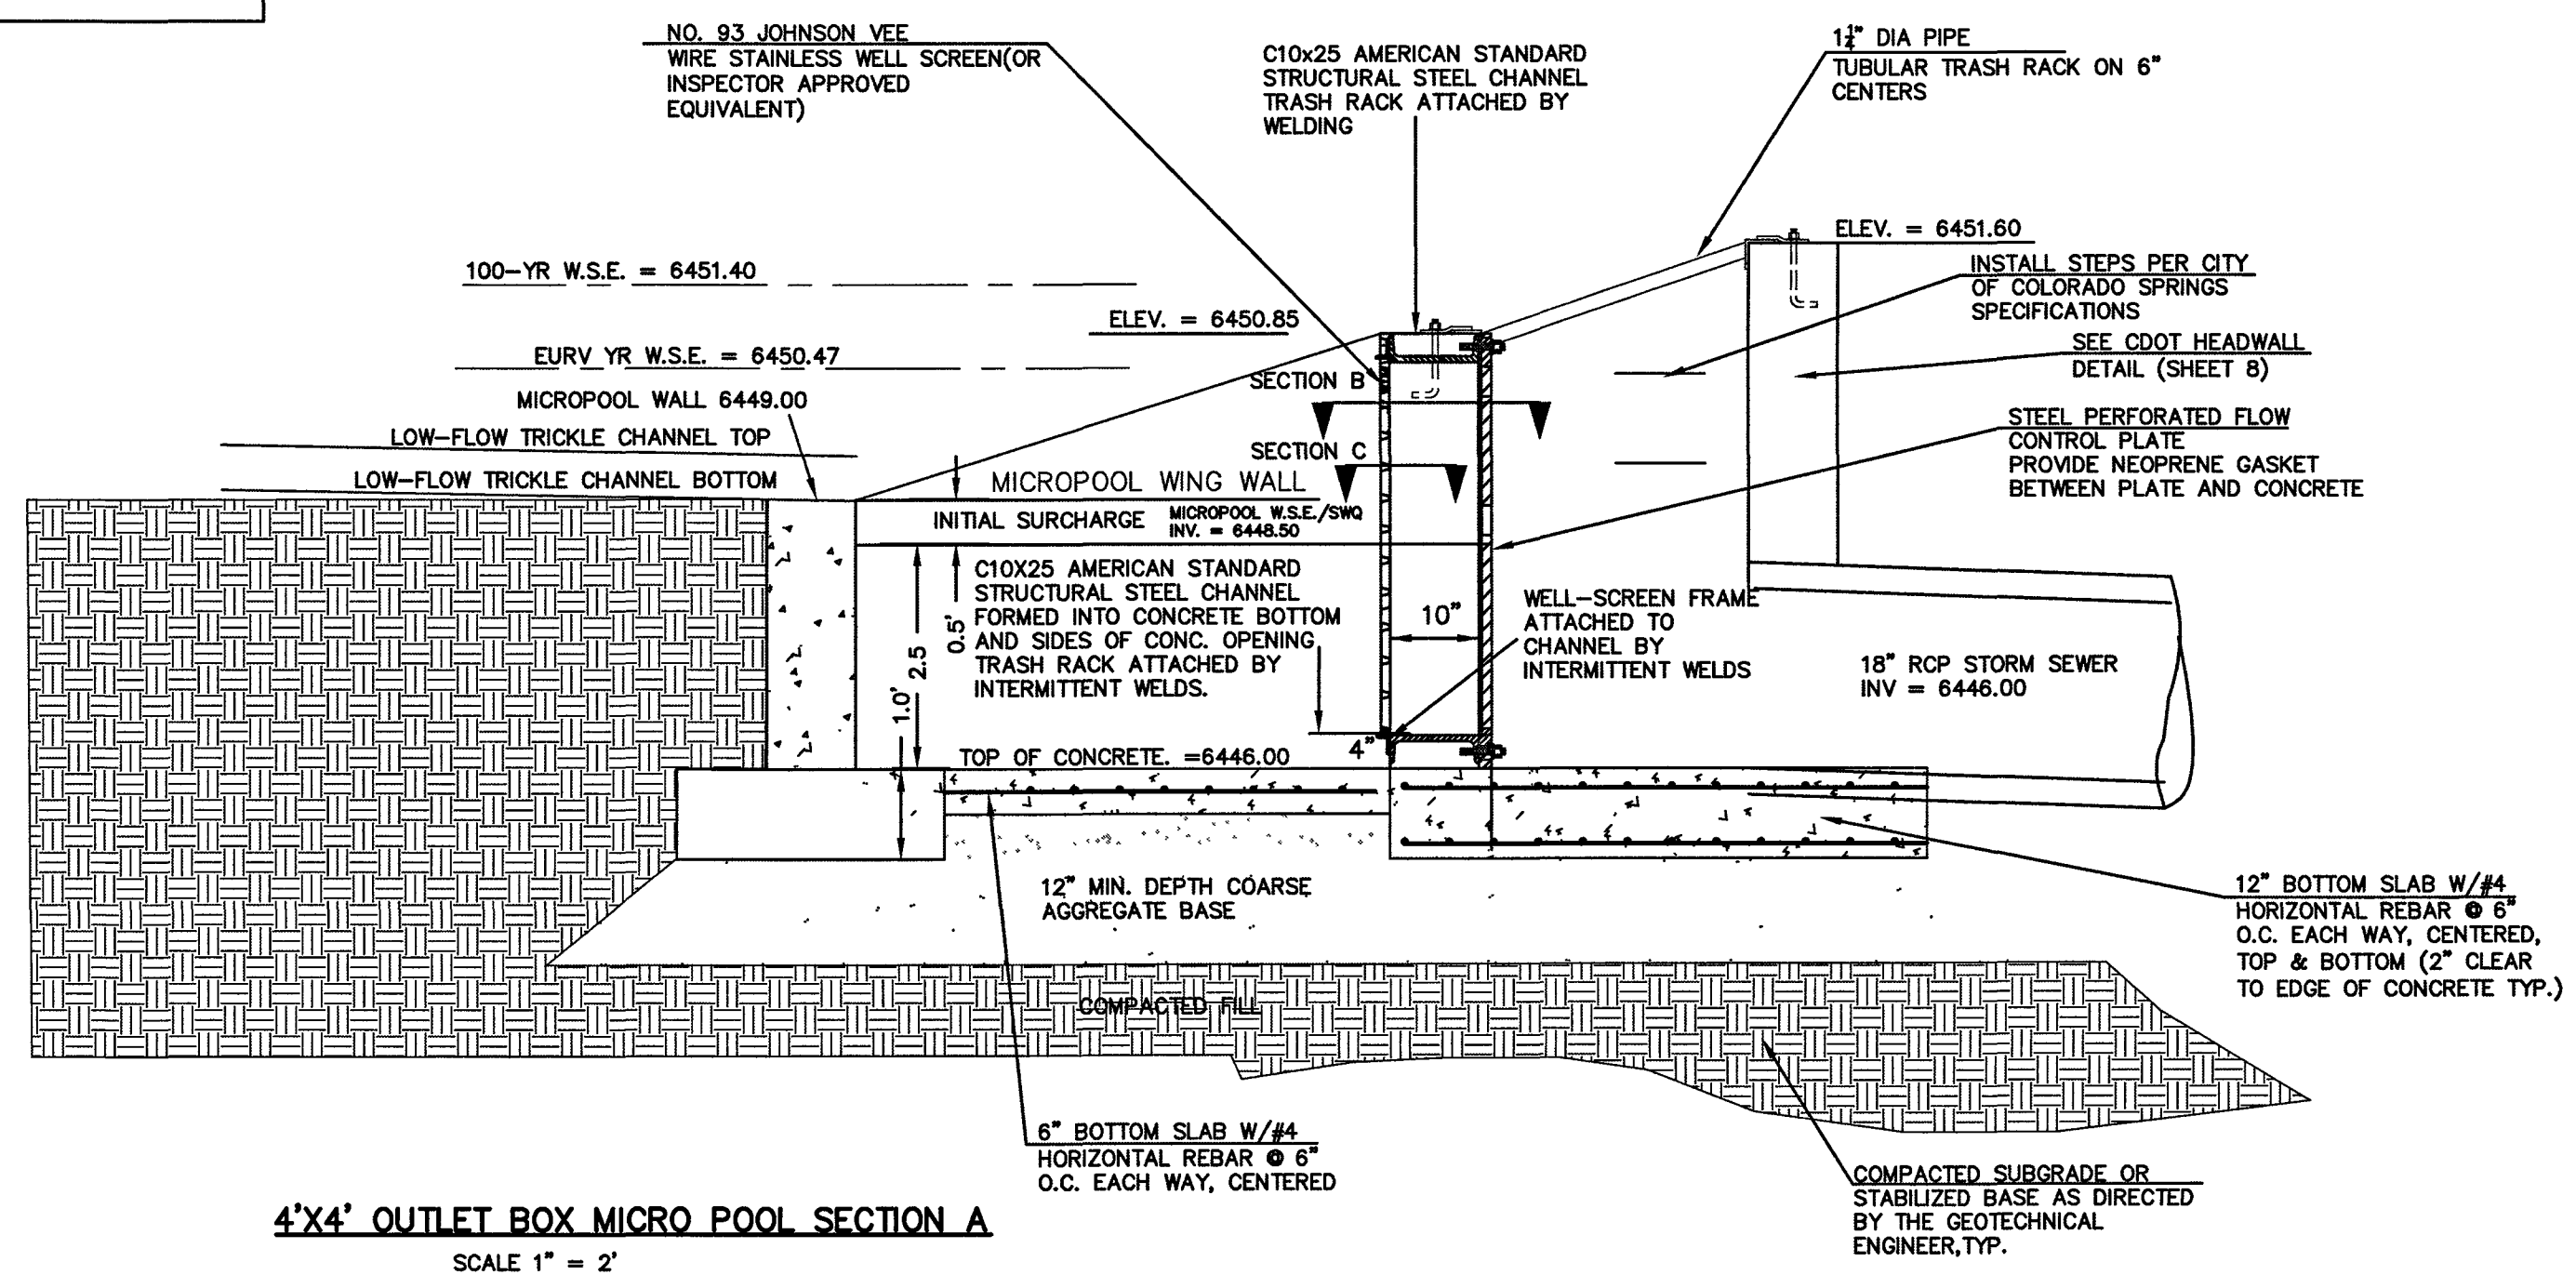 NO. 93 JOHNSON VEE
WIRE STAINLESS WELL SCREEN(OR
INSPECTOR APPROVED
EQUIVALENT)
C10x25 AMERICAN STANDARD
STRUCTURAL STEEL CHANNEL
TRASH RACK ATTACHED BY
WELDING
1¼" DIA PIPE
TUBULAR TRASH RACK ON 6"
CENTERS
ELEV. = 6451.60
100-YR W.S.E. = 6451.40
INSTALL STEPS PER CITY
OF COLORADO SPRINGS
SPECIFICATIONS
ELEV. = 6450.85
EURV YR W.S.E. = 6450.47
SEE CDOT HEADWALL
DETAIL (SHEET 8)
SECTION B
MICROPOOL WALL 6449.00
STEEL PERFORATED FLOW
CONTROL PLATE
PROVIDE NEOPRENE GASKET
BETWEEN PLATE AND CONCRETE
LOW-FLOW TRICKLE CHANNEL TOP
SECTION C
LOW-FLOW TRICKLE CHANNEL BOTTOM
MICROPOOL WING WALL
INITIAL SURCHARGE
MICROPOOL W.S.E./SWQ
INV. = 6448.50
C10X25 AMERICAN STANDARD
STRUCTURAL STEEL CHANNEL
FORMED INTO CONCRETE BOTTOM
AND SIDES OF CONC. OPENING
TRASH RACK ATTACHED BY
INTERMITTENT WELDS.
0.5'
2.5
1.0'
10"
WELL-SCREEN FRAME
ATTACHED TO
CHANNEL BY
INTERMITTENT WELDS
18" RCP STORM SEWER
INV = 6446.00
4"
TOP OF CONCRETE. =6446.00
12" MIN. DEPTH COARSE
AGGREGATE BASE
12" BOTTOM SLAB W/#4
HORIZONTAL REBAR @ 6"
O.C. EACH WAY, CENTERED,
TOP & BOTTOM (2" CLEAR
TO EDGE OF CONCRETE TYP.)
COMPACTED FILL
6" BOTTOM SLAB W/#4
HORIZONTAL REBAR @ 6"
O.C. EACH WAY, CENTERED
COMPACTED SUBGRADE OR
STABILIZED BASE AS DIRECTED
BY THE GEOTECHNICAL
ENGINEER,TYP.
4'X4' OUTLET BOX MICRO POOL SECTION A
SCALE 1" = 2'